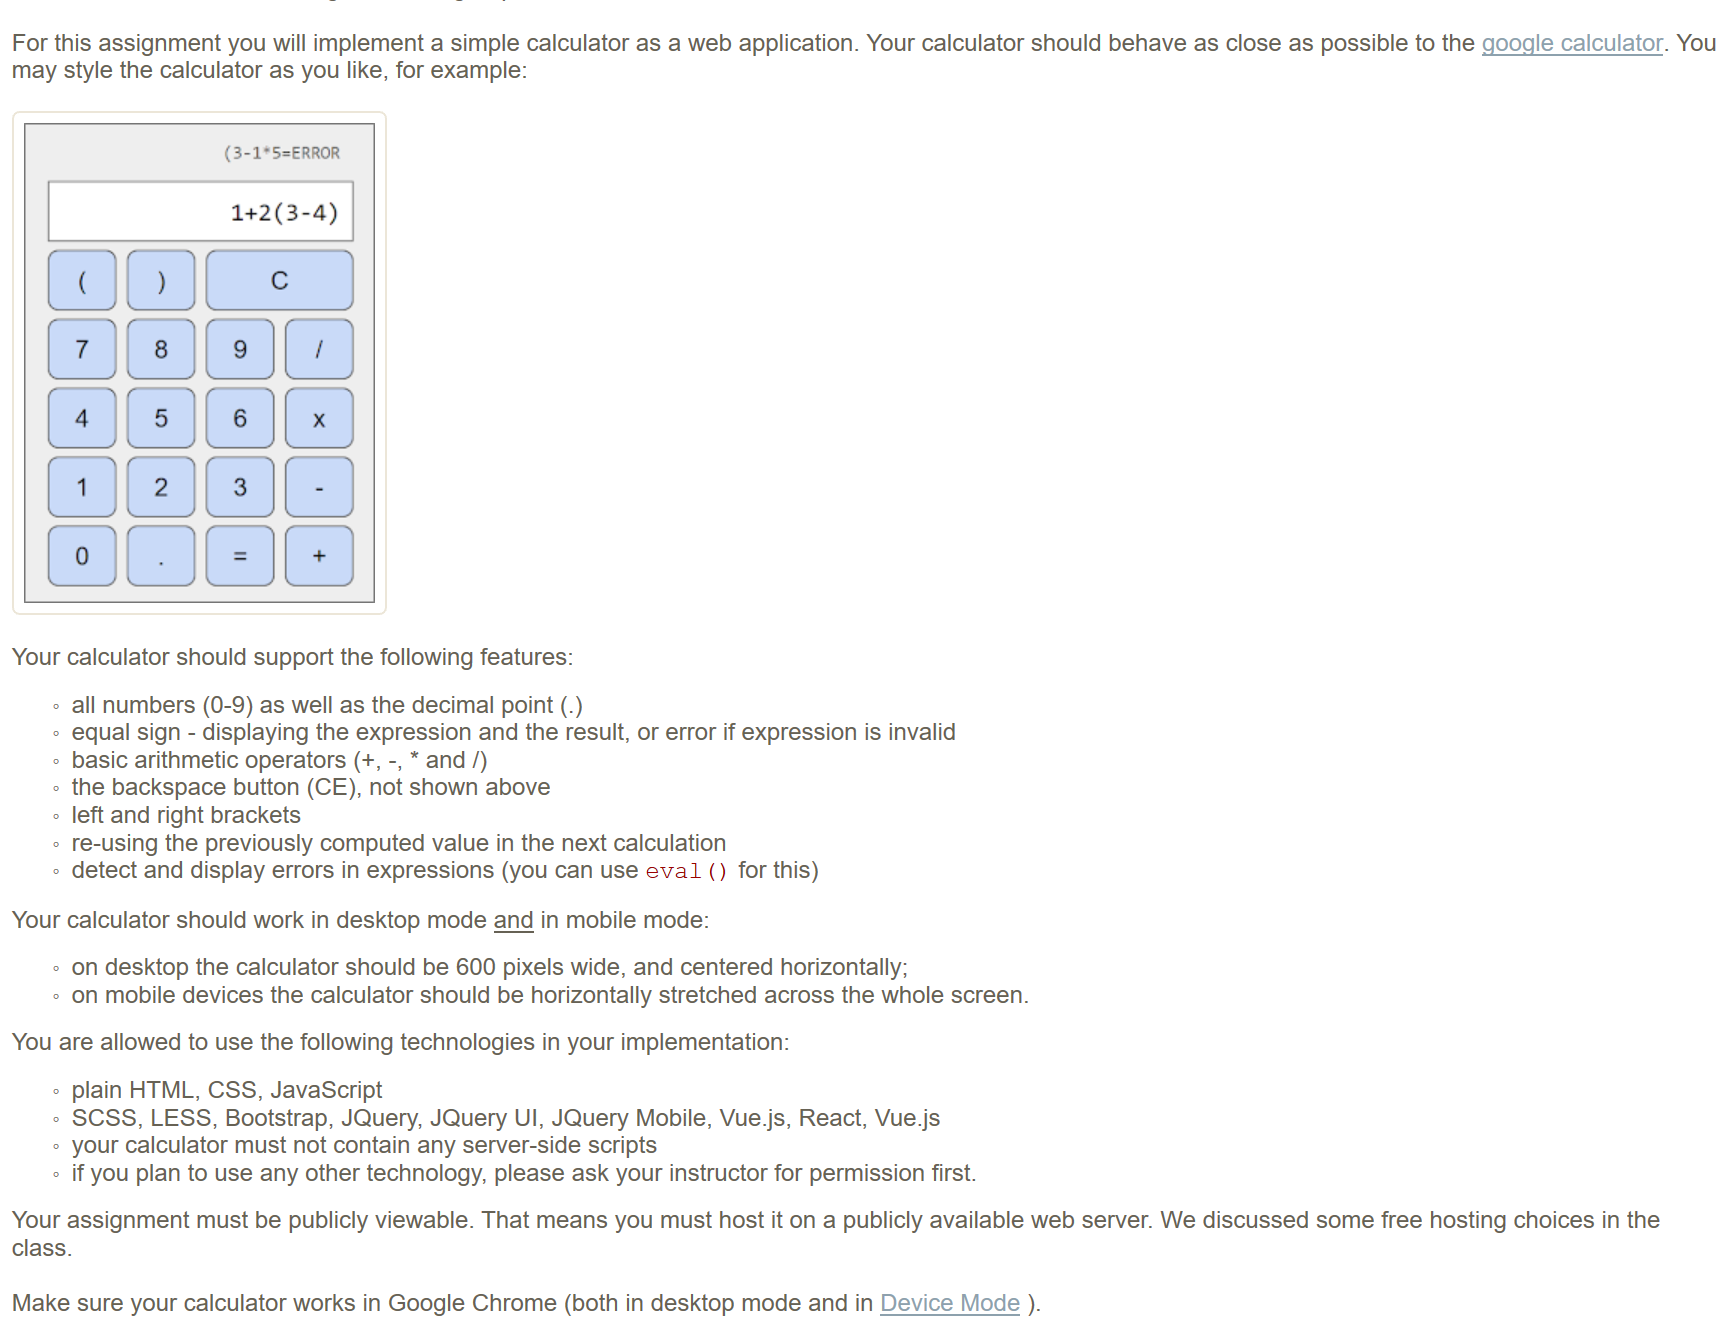 For this assignment you will implement a simple calculator as a web application. Your calculator should behave as close as possible to the google calculator. You
may style the calculator as you like, for example:
(3-1*5=ERROR
1+2(3-4)
( ) C
7 8 9 /
4 5 6 x
1 2 3 -
0 . = +
Your calculator should support the following features:
◦ all numbers (0-9) as well as the decimal point (.)
◦ equal sign - displaying the expression and the result, or error if expression is invalid
◦ basic arithmetic operators (+, -, * and /)
◦ the backspace button (CE), not shown above
◦ left and right brackets
◦ re-using the previously computed value in the next calculation
◦ detect and display errors in expressions (you can use eval() for this)
Your calculator should work in desktop mode and in mobile mode:
◦ on desktop the calculator should be 600 pixels wide, and centered horizontally;
◦ on mobile devices the calculator should be horizontally stretched across the whole screen.
You are allowed to use the following technologies in your implementation:
◦ plain HTML, CSS, JavaScript
◦ SCSS, LESS, Bootstrap, JQuery, JQuery UI, JQuery Mobile, Vue.js, React, Vue.js
◦ your calculator must not contain any server-side scripts
◦ if you plan to use any other technology, please ask your instructor for permission first.
Your assignment must be publicly viewable. That means you must host it on a publicly available web server. We discussed some free hosting choices in the
class.
Make sure your calculator works in Google Chrome (both in desktop mode and in Device Mode ).